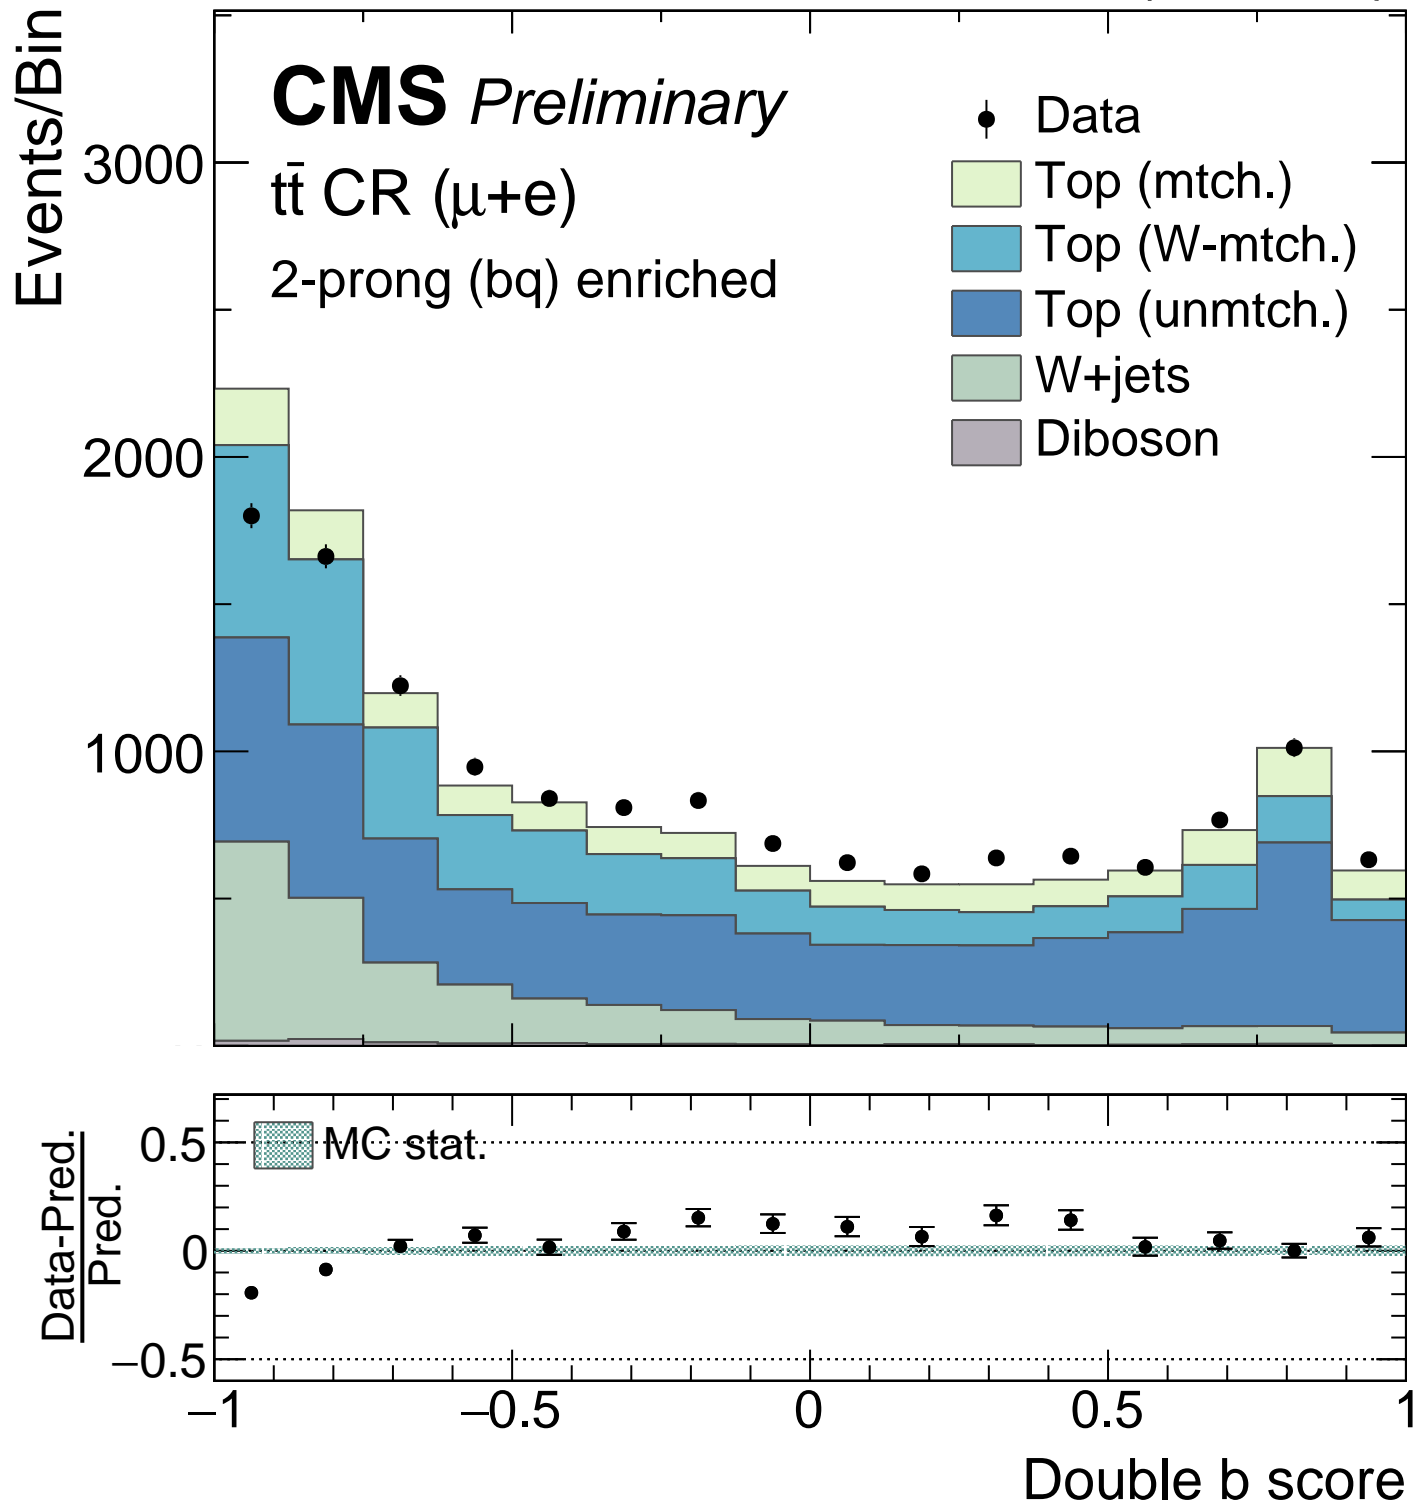 Events/Bin
3000
2000
1000
CMS Preliminary
tt̄ CR (μ+e)
2-prong (bq) enriched
Data
Top (mtch.)
Top (W-mtch.)
Top (unmtch.)
W+jets
Diboson
Data-Pred.
Pred.
0.5
0
−0.5
MC stat.
−1
−0.5
0
0.5
1
Double b score